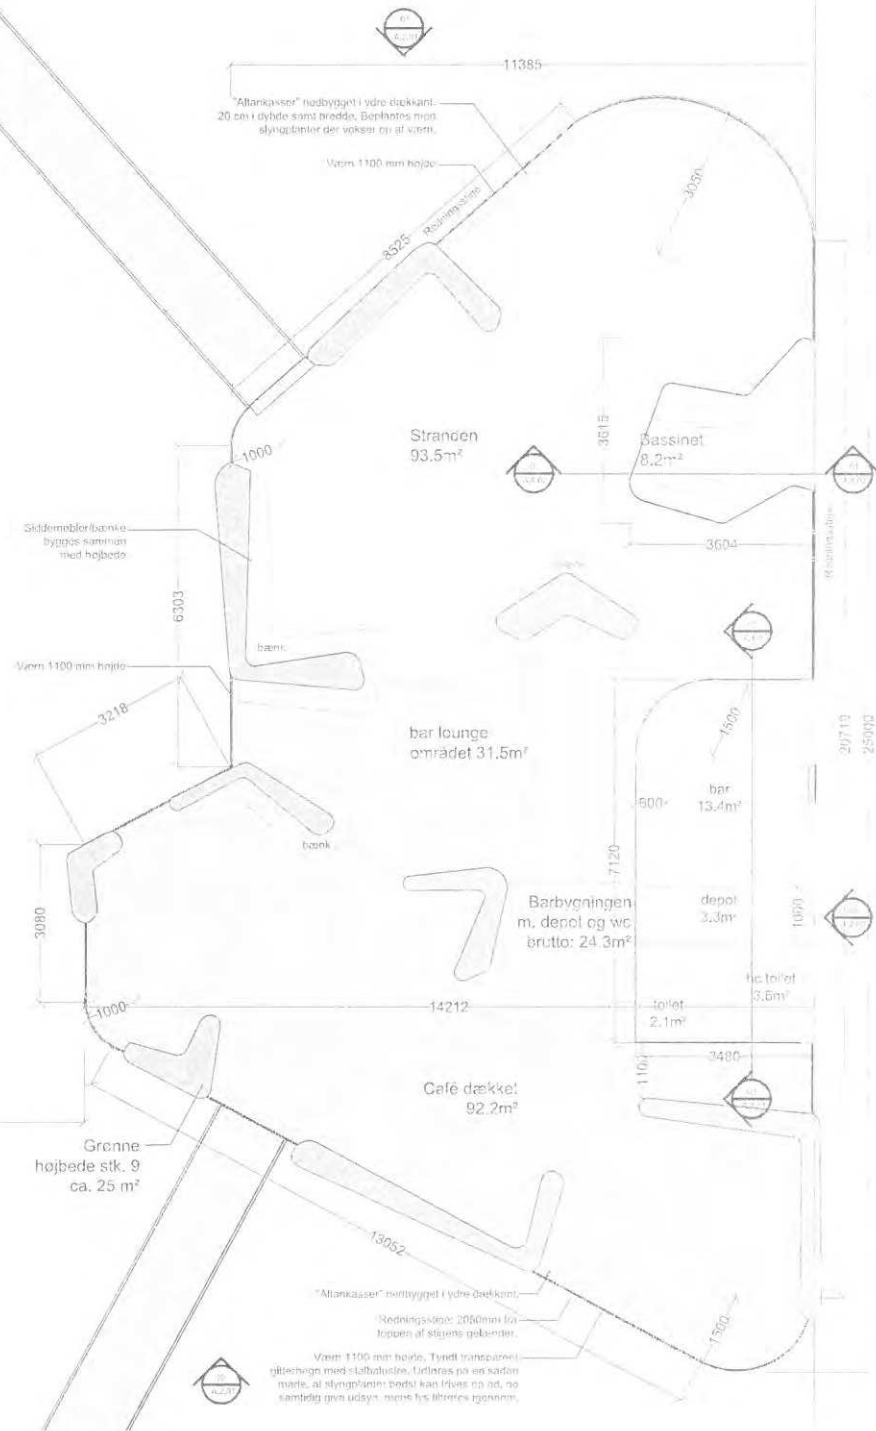 11385
"Altankasser" nedbygget i ydre dækkant.
20 cm i dybde samt bredde. Beplantes med
slyngplanter der vokser op af værn.
Værn 1100 mm højde
Redningsstige
8525
3050
1000
Stranden
93.5m²
3615
Bassinet
8.2m²
3604
Redningsstige
Siddemøbler/bænke
bygges sammen
med højbede
6303
bænk
Værn 1100 mm højde
3218
bar lounge
området 31.5m²
1500
20710
25000
bar
13.4m²
600
7120
bænk
3080
Barbygningen
m. depot og wc
brutto: 24.3m²
depot
3.3m²
1000
hc toilet
3.6m²
toilet
2.1m²
1000
14212
3480
1100
Café dækket
92.2m²
Grønne
højbede stk. 9
ca. 25 m²
13052
"Altankasser" nedbygget i ydre dækkant.
Redningsstige: 2050mm fra
toppen af stigens gelænder.
1500
Værn 1100 mm højde. Tyndt transparent
gitterhegn med stålbalustre. Udføres på en sådan
måde, at slyngplanter bedst kan trives op ad, og
samtidig give udsyn, mens lys filtreres igennem.